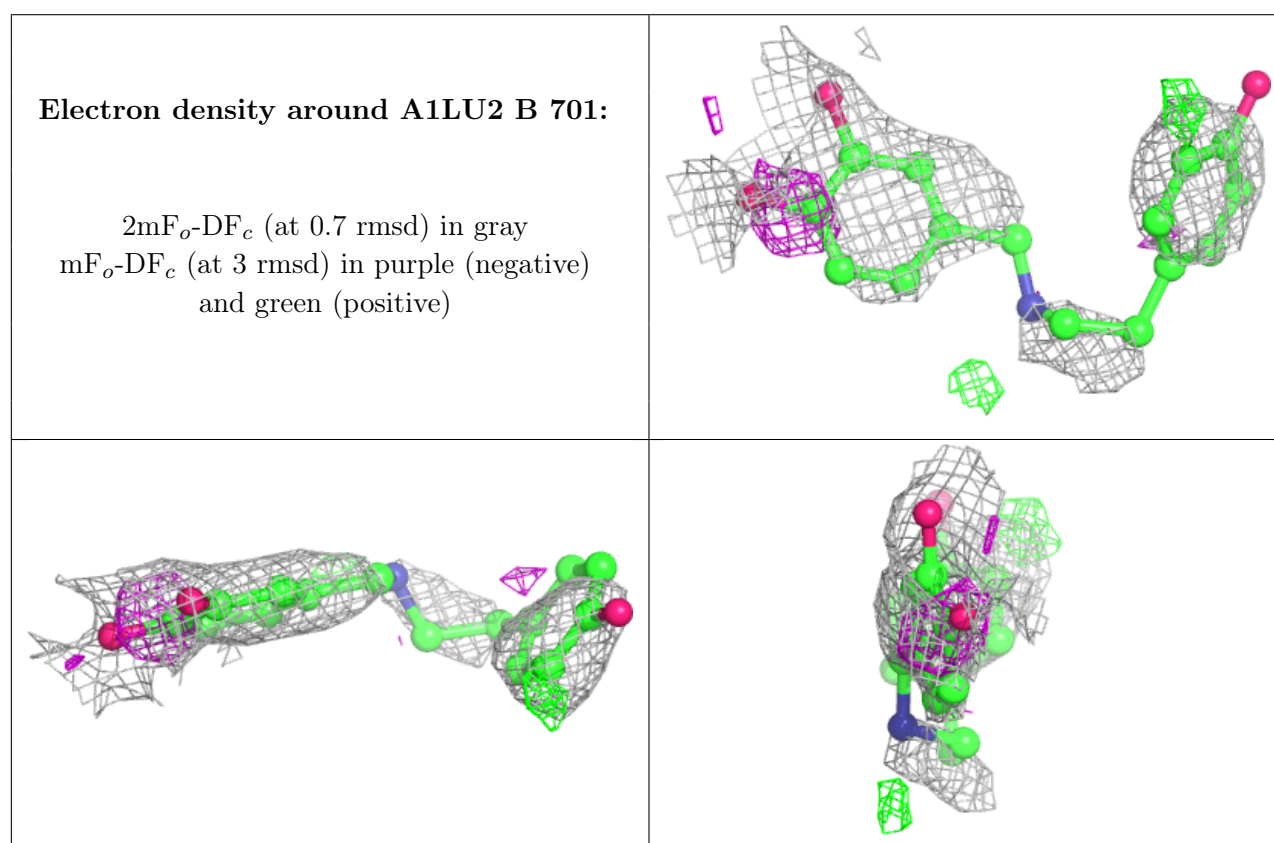 Electron density around A1LU2 B 701:
2mFo-DFc (at 0.7 rmsd) in gray
mFo-DFc (at 3 rmsd) in purple (negative)
and green (positive)